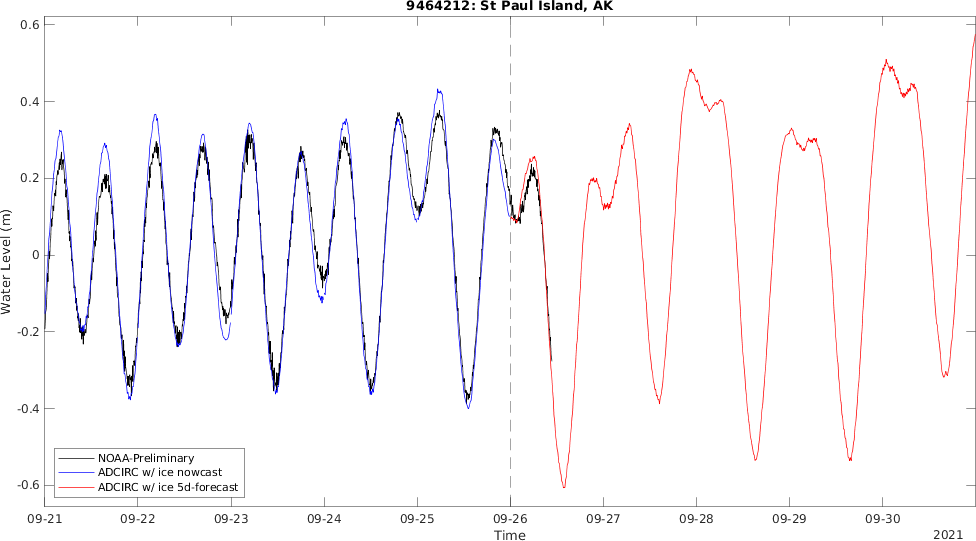 9464212: St Paul Island, AK
0.6
0.4
0.2
0
-0.2
-0.4
-0.6
Water Level (m)
NOAA-Preliminary
ADCIRC w/ ice nowcast
ADCIRC w/ ice 5d-forecast
09-21 09-22 09-23 09-24 09-25 09-26 09-27 09-28 09-29 09-30
Time
2021